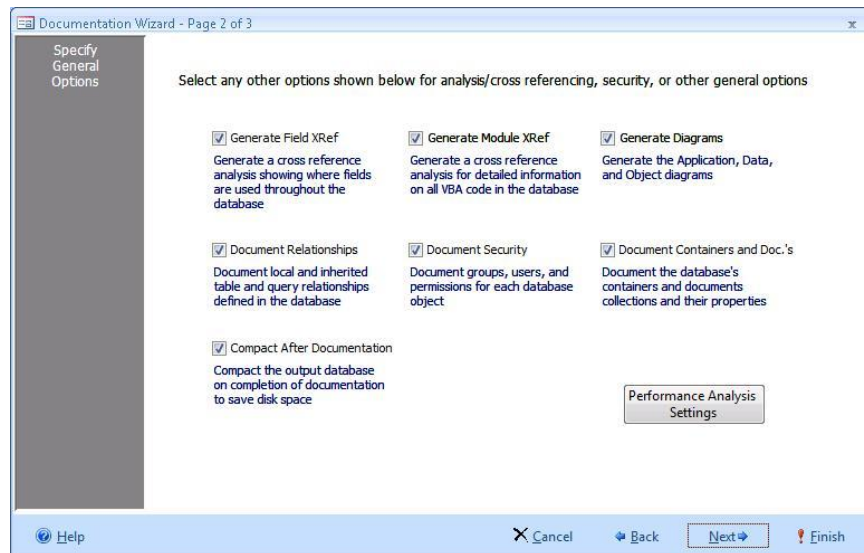 Documentation Wizard - Page 2 of 3
x
Specify
General
Options
Select any other options shown below for analysis/cross referencing, security, or other general options
Generate Field XRef
Generate a cross reference
analysis showing where fields
are used throughout the
database
Generate Module XRef
Generate a cross reference
analysis for detailed information
on all VBA code in the database
Generate Diagrams
Generate the Application, Data,
and Object diagrams
Document Relationships
Document local and inherited
table and query relationships
defined in the database
Document Security
Document groups, users, and
permissions for each database
object
Document Containers and Doc.'s
Document the database's
containers and documents
collections and their properties
Compact After Documentation
Compact the output database
on completion of documentation
to save disk space
Performance Analysis
Settings
Help
Cancel
Back
Next
Finish